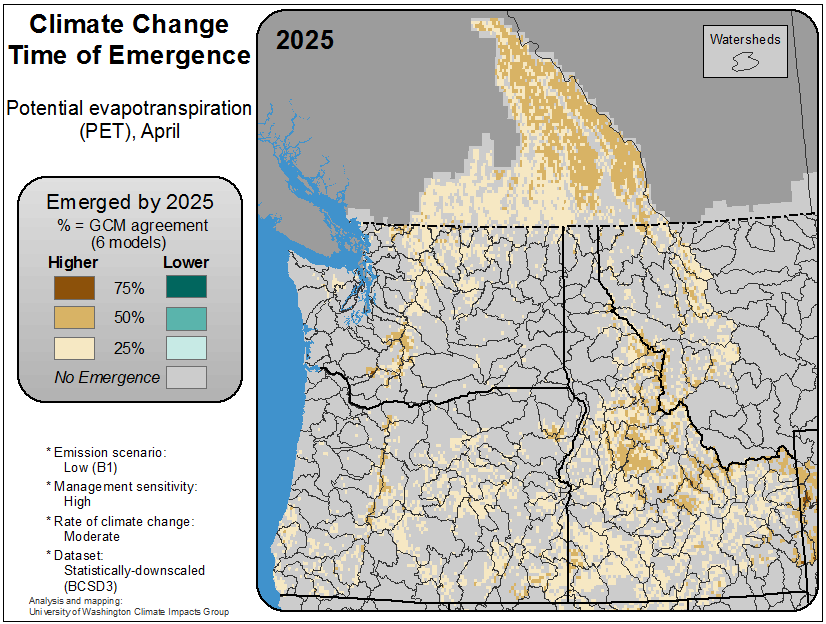 Climate Change
Time of Emergence
Potential evapotranspiration
(PET), April
Emerged by 2025
% = GCM agreement
(6 models)
Higher Lower
75%
50%
25%
No Emergence
* Emission scenario:
Low (B1)
* Management sensitivity:
High
* Rate of climate change:
Moderate
* Dataset:
Statistically-downscaled
(BCSD3)
Analysis and mapping:
University of Washington Climate Impacts Group
2025
Watersheds